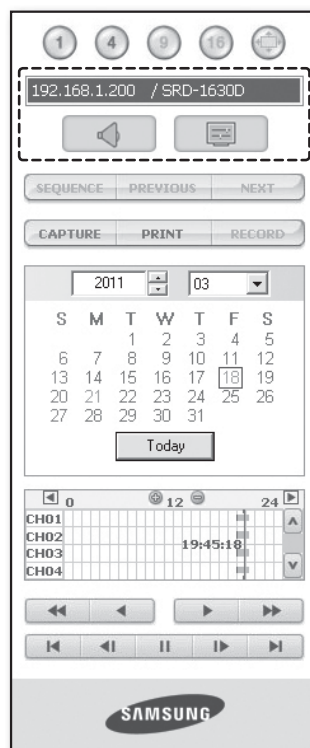 1 4 9 16
192.168.1.200 / SRD-1630D
SEQUENCE PREVIOUS NEXT
CAPTURE PRINT RECORD
2011 03
S M T W T F S
1 2 3 4 5
6 7 8 9 10 11 12
13 14 15 16 17 18 19
20 21 22 23 24 25 26
27 28 29 30 31
Today
0 12 24
CH01
CH02
19:45:18
CH03
CH04
SAMSUNG